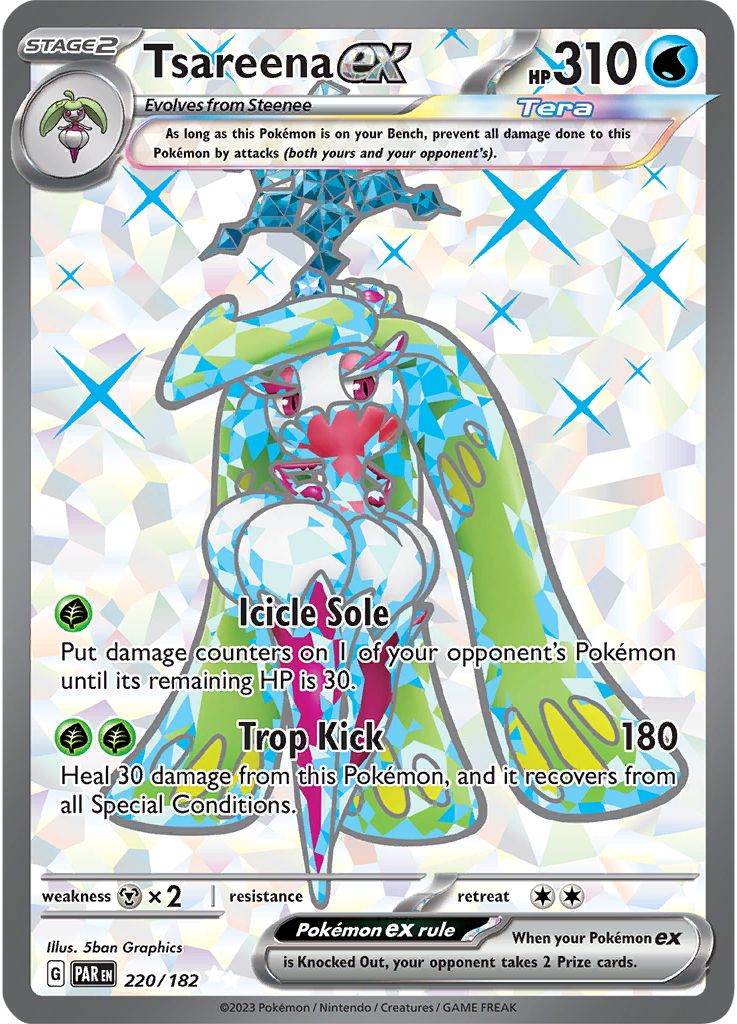 STAGE2
Tsareena ex
HP 310
Evolves from Steenee
Tera
As long as this Pokémon is on your Bench, prevent all damage done to this
Pokémon by attacks (both yours and your opponent's).
Icicle Sole
Put damage counters on 1 of your opponent's Pokémon
until its remaining HP is 30.
Trop Kick 180
Heal 30 damage from this Pokémon, and it recovers from
all Special Conditions.
weakness ×2 resistance retreat
Illus. 5ban Graphics
Pokémon ex rule
When your Pokémon ex
is Knocked Out, your opponent takes 2 Prize cards.
G PAR EN 220/182
©2023 Pokémon / Nintendo / Creatures / GAME FREAK